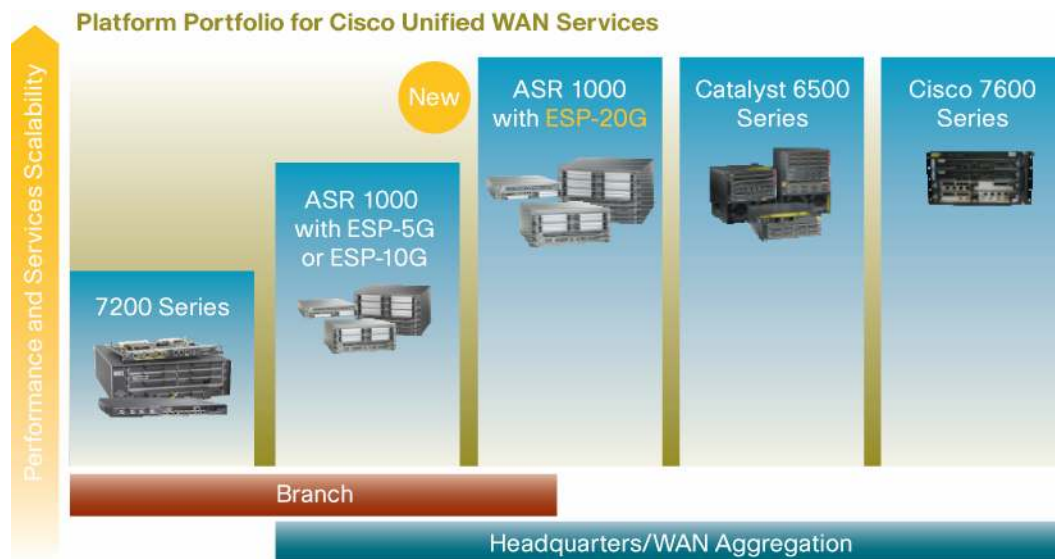 Platform Portfolio for Cisco Unified WAN Services
Performance and Services Scalability
7200 Series
ASR 1000
with ESP-5G
or ESP-10G
New
ASR 1000
with ESP-20G
Catalyst 6500
Series
Cisco 7600
Series
Branch
Headquarters/WAN Aggregation